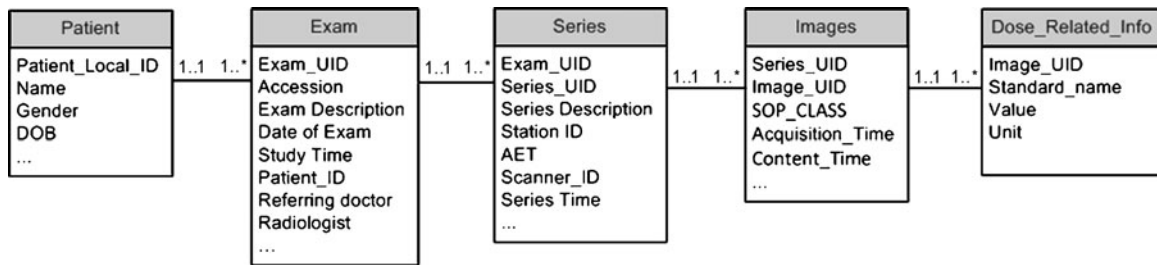 Patient
Patient_Local_ID
Name
Gender
DOB
...
1..1 1..*
Exam
Exam_UID
Accession
Exam Description
Date of Exam
Study Time
Patient_ID
Referring doctor
Radiologist
...
1..1 1..*
Series
Exam_UID
Series_UID
Series Description
Station ID
AET
Scanner_ID
Series Time
...
1..1 1..*
Images
Series_UID
Image_UID
SOP_CLASS
Acquisition_Time
Content_Time
...
1..1 1..*
Dose_Related_Info
Image_UID
Standard_name
Value
Unit